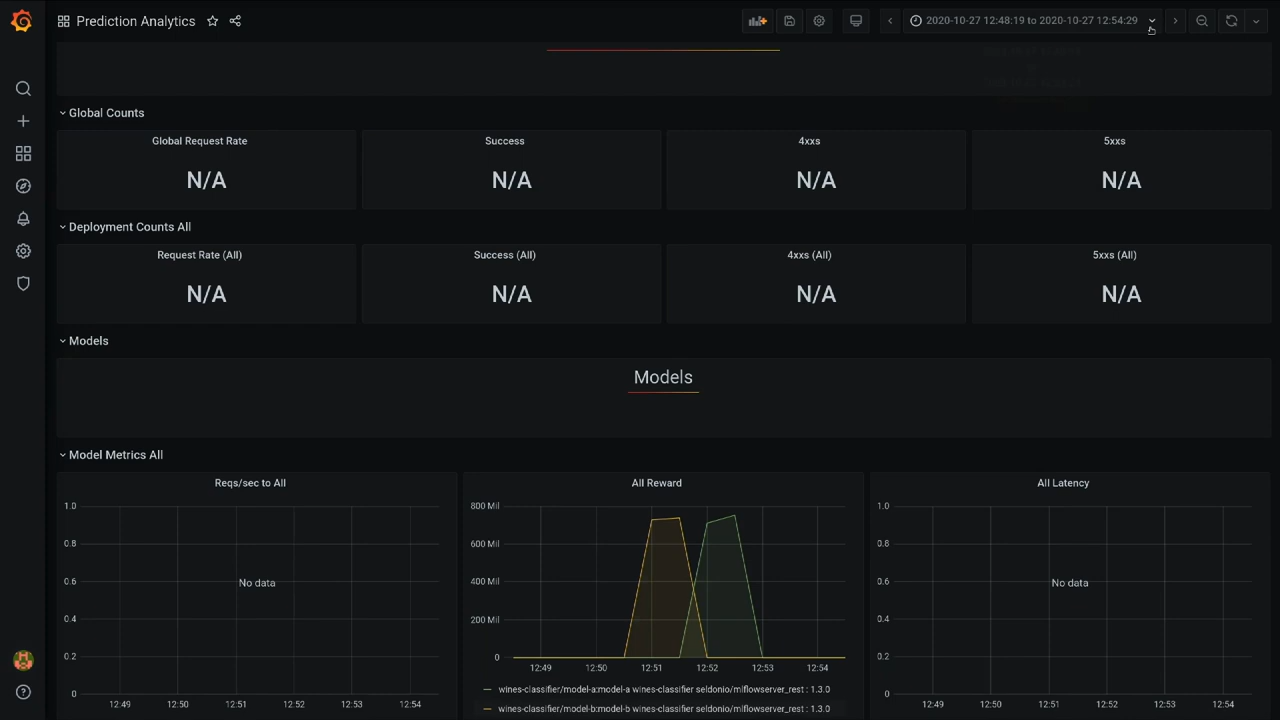 Prediction Analytics
2020-10-27 12:48:19 to 2020-10-27 12:54:29
Global Counts
Global Request Rate
Success
4xxs
5xxs
N/A
N/A
N/A
N/A
Deployment Counts All
Request Rate (All)
Success (All)
4xxs (All)
5xxs (All)
N/A
N/A
N/A
N/A
Models
Models
Model Metrics All
Reqs/sec to All
1.0
0.8
0.6
0.4
0.2
0
No data
12:49 12:50 12:51 12:52 12:53 12:54
All Reward
800 Mil
600 Mil
400 Mil
200 Mil
0
12:49 12:50 12:51 12:52 12:53 12:54
wines-classifier/model-a:model-a wines-classifier seldonio/mlflowserver_rest : 1.3.0
wines-classifier/model-b:model-b wines-classifier seldonio/mlflowserver_rest : 1.3.0
All Latency
1.0
0.8
0.6
0.4
0.2
0
No data
12:49 12:50 12:51 12:52 12:53 12:54